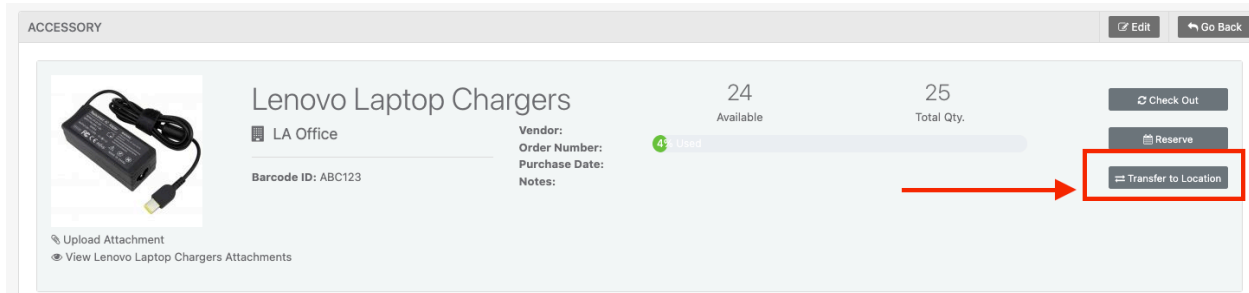 ACCESSORY
Edit
Go Back
Lenovo Laptop Chargers
24
Available
25
Total Qty.
Check Out
LA Office
Vendor:
Order Number:
Purchase Date:
Notes:
4% Used
Reserve
Barcode ID: ABC123
Transfer to Location
Upload Attachment
View Lenovo Laptop Chargers Attachments